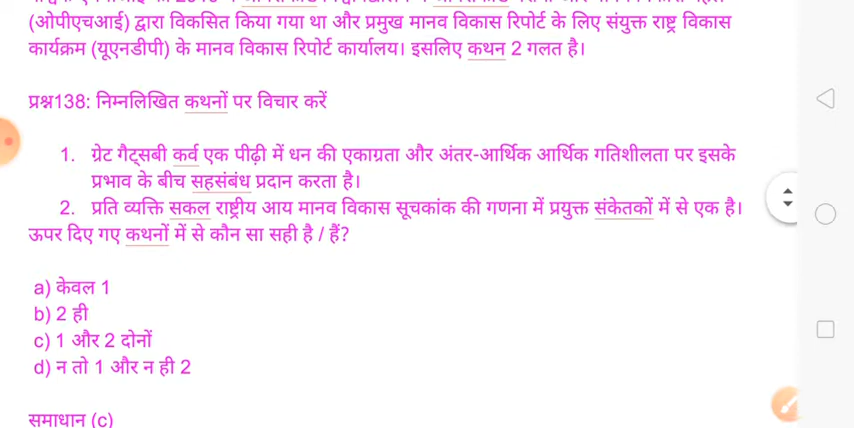 (ओपीएचआई) द्वारा विकसित किया गया था और प्रमुख मानव विकास रिपोर्ट के लिए संयुक्त राष्ट्र विकास
कार्यक्रम (यूएनडीपी) के मानव विकास रिपोर्ट कार्यालय। इसलिए कथन 2 गलत है।
प्रश्न138: निम्नलिखित कथनों पर विचार करें
1. ग्रेट गैट्सबी कर्व एक पीढ़ी में धन की एकाग्रता और अंतर-आर्थिक आर्थिक गतिशीलता पर इसके
प्रभाव के बीच सहसंबंध प्रदान करता है।
2. प्रति व्यक्ति सकल राष्ट्रीय आय मानव विकास सूचकांक की गणना में प्रयुक्त संकेतकों में से एक है।
ऊपर दिए गए कथनों में से कौन सा सही है / हैं?
a) केवल 1
b) 2 ही
c) 1 और 2 दोनों
d) न तो 1 और न ही 2
समाधान (c)